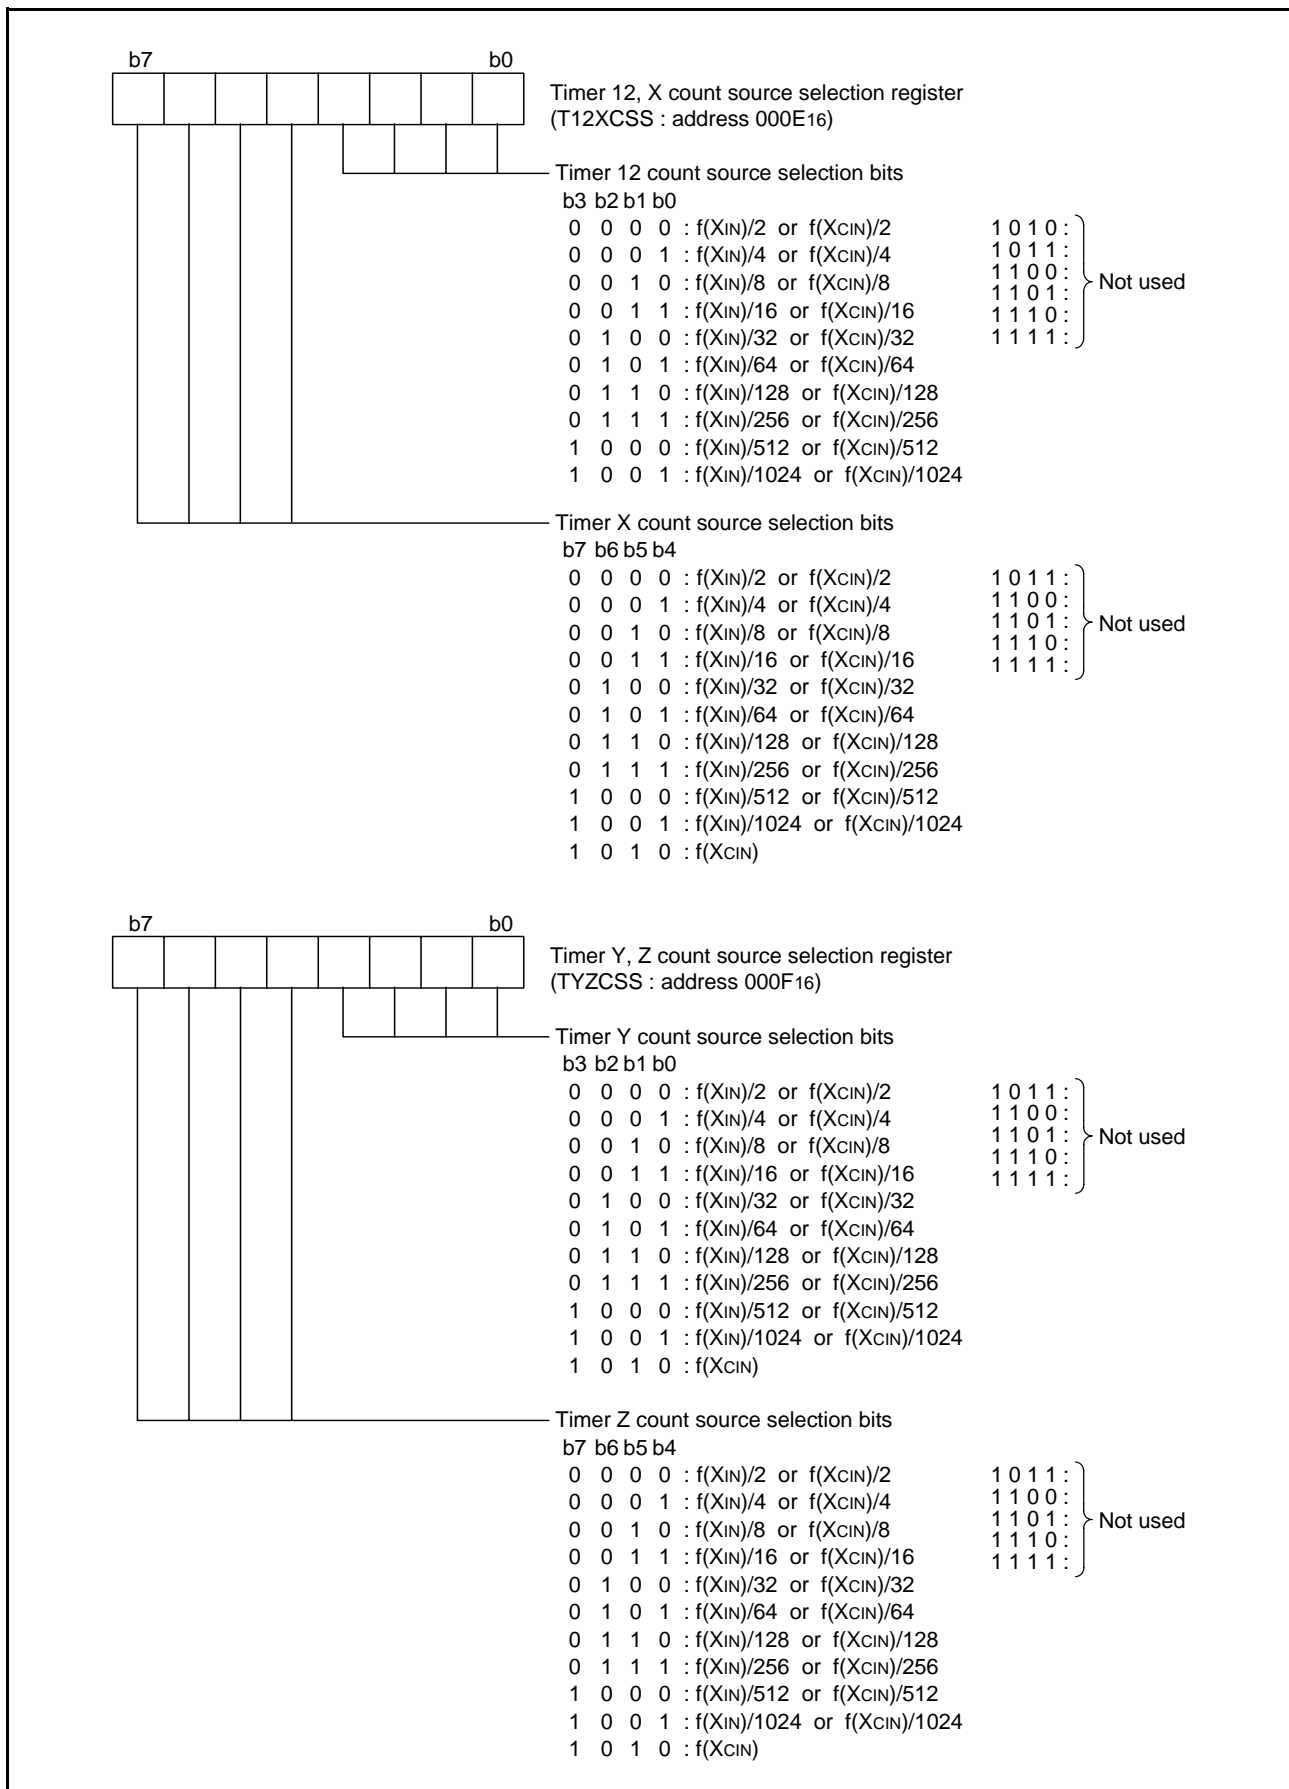 b7 b0
Timer 12, X count source selection register
(T12XCSS : address 000E16)
Timer 12 count source selection bits
b3 b2 b1 b0
0 0 0 0 : f(XIN)/2 or f(XCIN)/2 1 0 1 0 :
0 0 0 1 : f(XIN)/4 or f(XCIN)/4 1 0 1 1 :
0 0 1 0 : f(XIN)/8 or f(XCIN)/8 1 1 0 0 :
Not used
0 0 1 1 : f(XIN)/16 or f(XCIN)/16 1 1 0 1 :
1 1 1 0 :
0 1 0 0 : f(XIN)/32 or f(XCIN)/32 1 1 1 1 :
0 1 0 1 : f(XIN)/64 or f(XCIN)/64
0 1 1 0 : f(XIN)/128 or f(XCIN)/128
0 1 1 1 : f(XIN)/256 or f(XCIN)/256
1 0 0 0 : f(XIN)/512 or f(XCIN)/512
1 0 0 1 : f(XIN)/1024 or f(XCIN)/1024
Timer X count source selection bits
b7 b6 b5 b4
0 0 0 0 : f(XIN)/2 or f(XCIN)/2 1 0 1 1 :
0 0 0 1 : f(XIN)/4 or f(XCIN)/4 1 1 0 0 :
0 0 1 0 : f(XIN)/8 or f(XCIN)/8 1 1 0 1 : Not used
1 1 1 0 :
0 0 1 1 : f(XIN)/16 or f(XCIN)/16 1 1 1 1 :
0 1 0 0 : f(XIN)/32 or f(XCIN)/32
0 1 0 1 : f(XIN)/64 or f(XCIN)/64
0 1 1 0 : f(XIN)/128 or f(XCIN)/128
0 1 1 1 : f(XIN)/256 or f(XCIN)/256
1 0 0 0 : f(XIN)/512 or f(XCIN)/512
1 0 0 1 : f(XIN)/1024 or f(XCIN)/1024
1 0 1 0 : f(XCIN)
b7 b0
Timer Y, Z count source selection register
(TYZCSS : address 000F16)
Timer Y count source selection bits
b3 b2 b1 b0
0 0 0 0 : f(XIN)/2 or f(XCIN)/2 1 0 1 1 :
0 0 0 1 : f(XIN)/4 or f(XCIN)/4 1 1 0 0 :
0 0 1 0 : f(XIN)/8 or f(XCIN)/8 1 1 0 1 : Not used
1 1 1 0 :
0 0 1 1 : f(XIN)/16 or f(XCIN)/16 1 1 1 1 :
0 1 0 0 : f(XIN)/32 or f(XCIN)/32
0 1 0 1 : f(XIN)/64 or f(XCIN)/64
0 1 1 0 : f(XIN)/128 or f(XCIN)/128
0 1 1 1 : f(XIN)/256 or f(XCIN)/256
1 0 0 0 : f(XIN)/512 or f(XCIN)/512
1 0 0 1 : f(XIN)/1024 or f(XCIN)/1024
1 0 1 0 : f(XCIN)
Timer Z count source selection bits
b7 b6 b5 b4
0 0 0 0 : f(XIN)/2 or f(XCIN)/2 1 0 1 1 :
0 0 0 1 : f(XIN)/4 or f(XCIN)/4 1 1 0 0 :
0 0 1 0 : f(XIN)/8 or f(XCIN)/8 1 1 0 1 : Not used
1 1 1 0 :
0 0 1 1 : f(XIN)/16 or f(XCIN)/16 1 1 1 1 :
0 1 0 0 : f(XIN)/32 or f(XCIN)/32
0 1 0 1 : f(XIN)/64 or f(XCIN)/64
0 1 1 0 : f(XIN)/128 or f(XCIN)/128
0 1 1 1 : f(XIN)/256 or f(XCIN)/256
1 0 0 0 : f(XIN)/512 or f(XCIN)/512
1 0 0 1 : f(XIN)/1024 or f(XCIN)/1024
1 0 1 0 : f(XCIN)